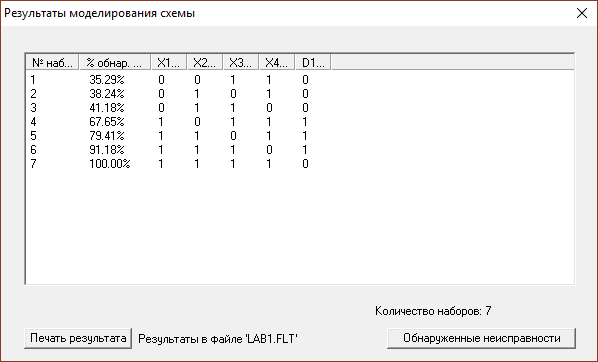 Результаты моделирования схемы
№ наб... % обнар. ... X1... X2... X3... X4... D1...
1 35.29% 0 0 1 1 0
2 38.24% 0 1 0 1 0
3 41.18% 0 1 1 0 0
4 67.65% 1 0 1 1 1
5 79.41% 1 1 0 1 1
6 91.18% 1 1 1 0 1
7 100.00% 1 1 1 1 0
Количество наборов: 7
Печать результата Результаты в файле 'LAB1.FLT' Обнаруженные неисправности